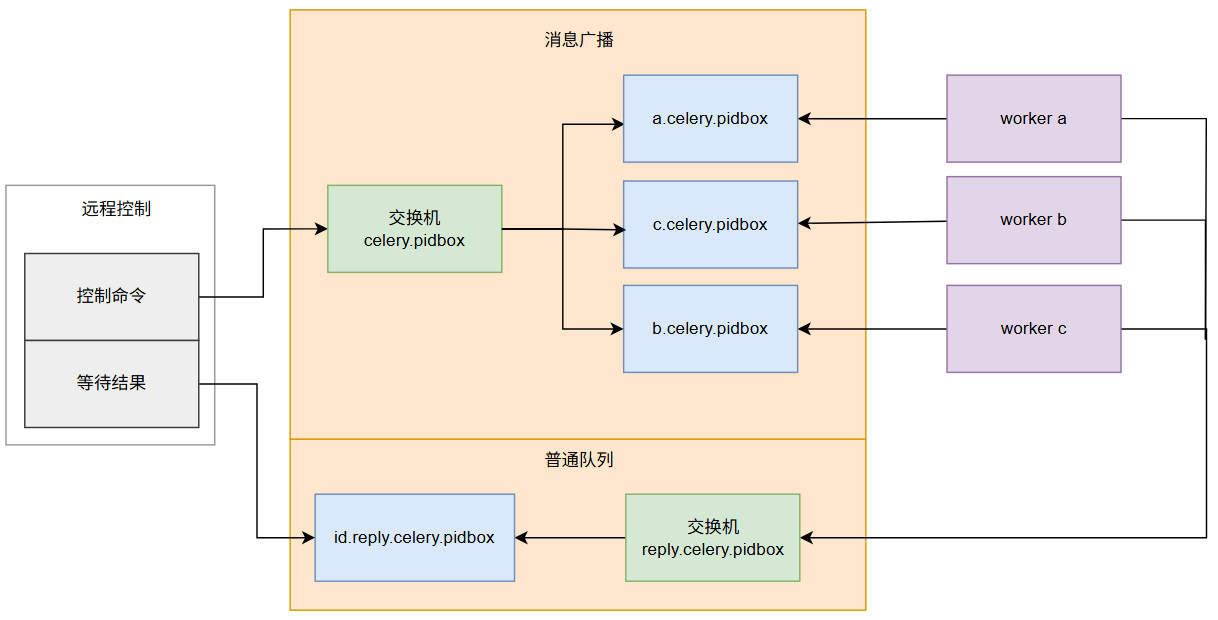 消息广播
a.celery.pidbox
worker a
远程控制
交换机
celery.pidbox
c.celery.pidbox
worker b
控制命令
b.celery.pidbox
worker c
等待结果
普通队列
id.reply.celery.pidbox
交换机
reply.celery.pidbox